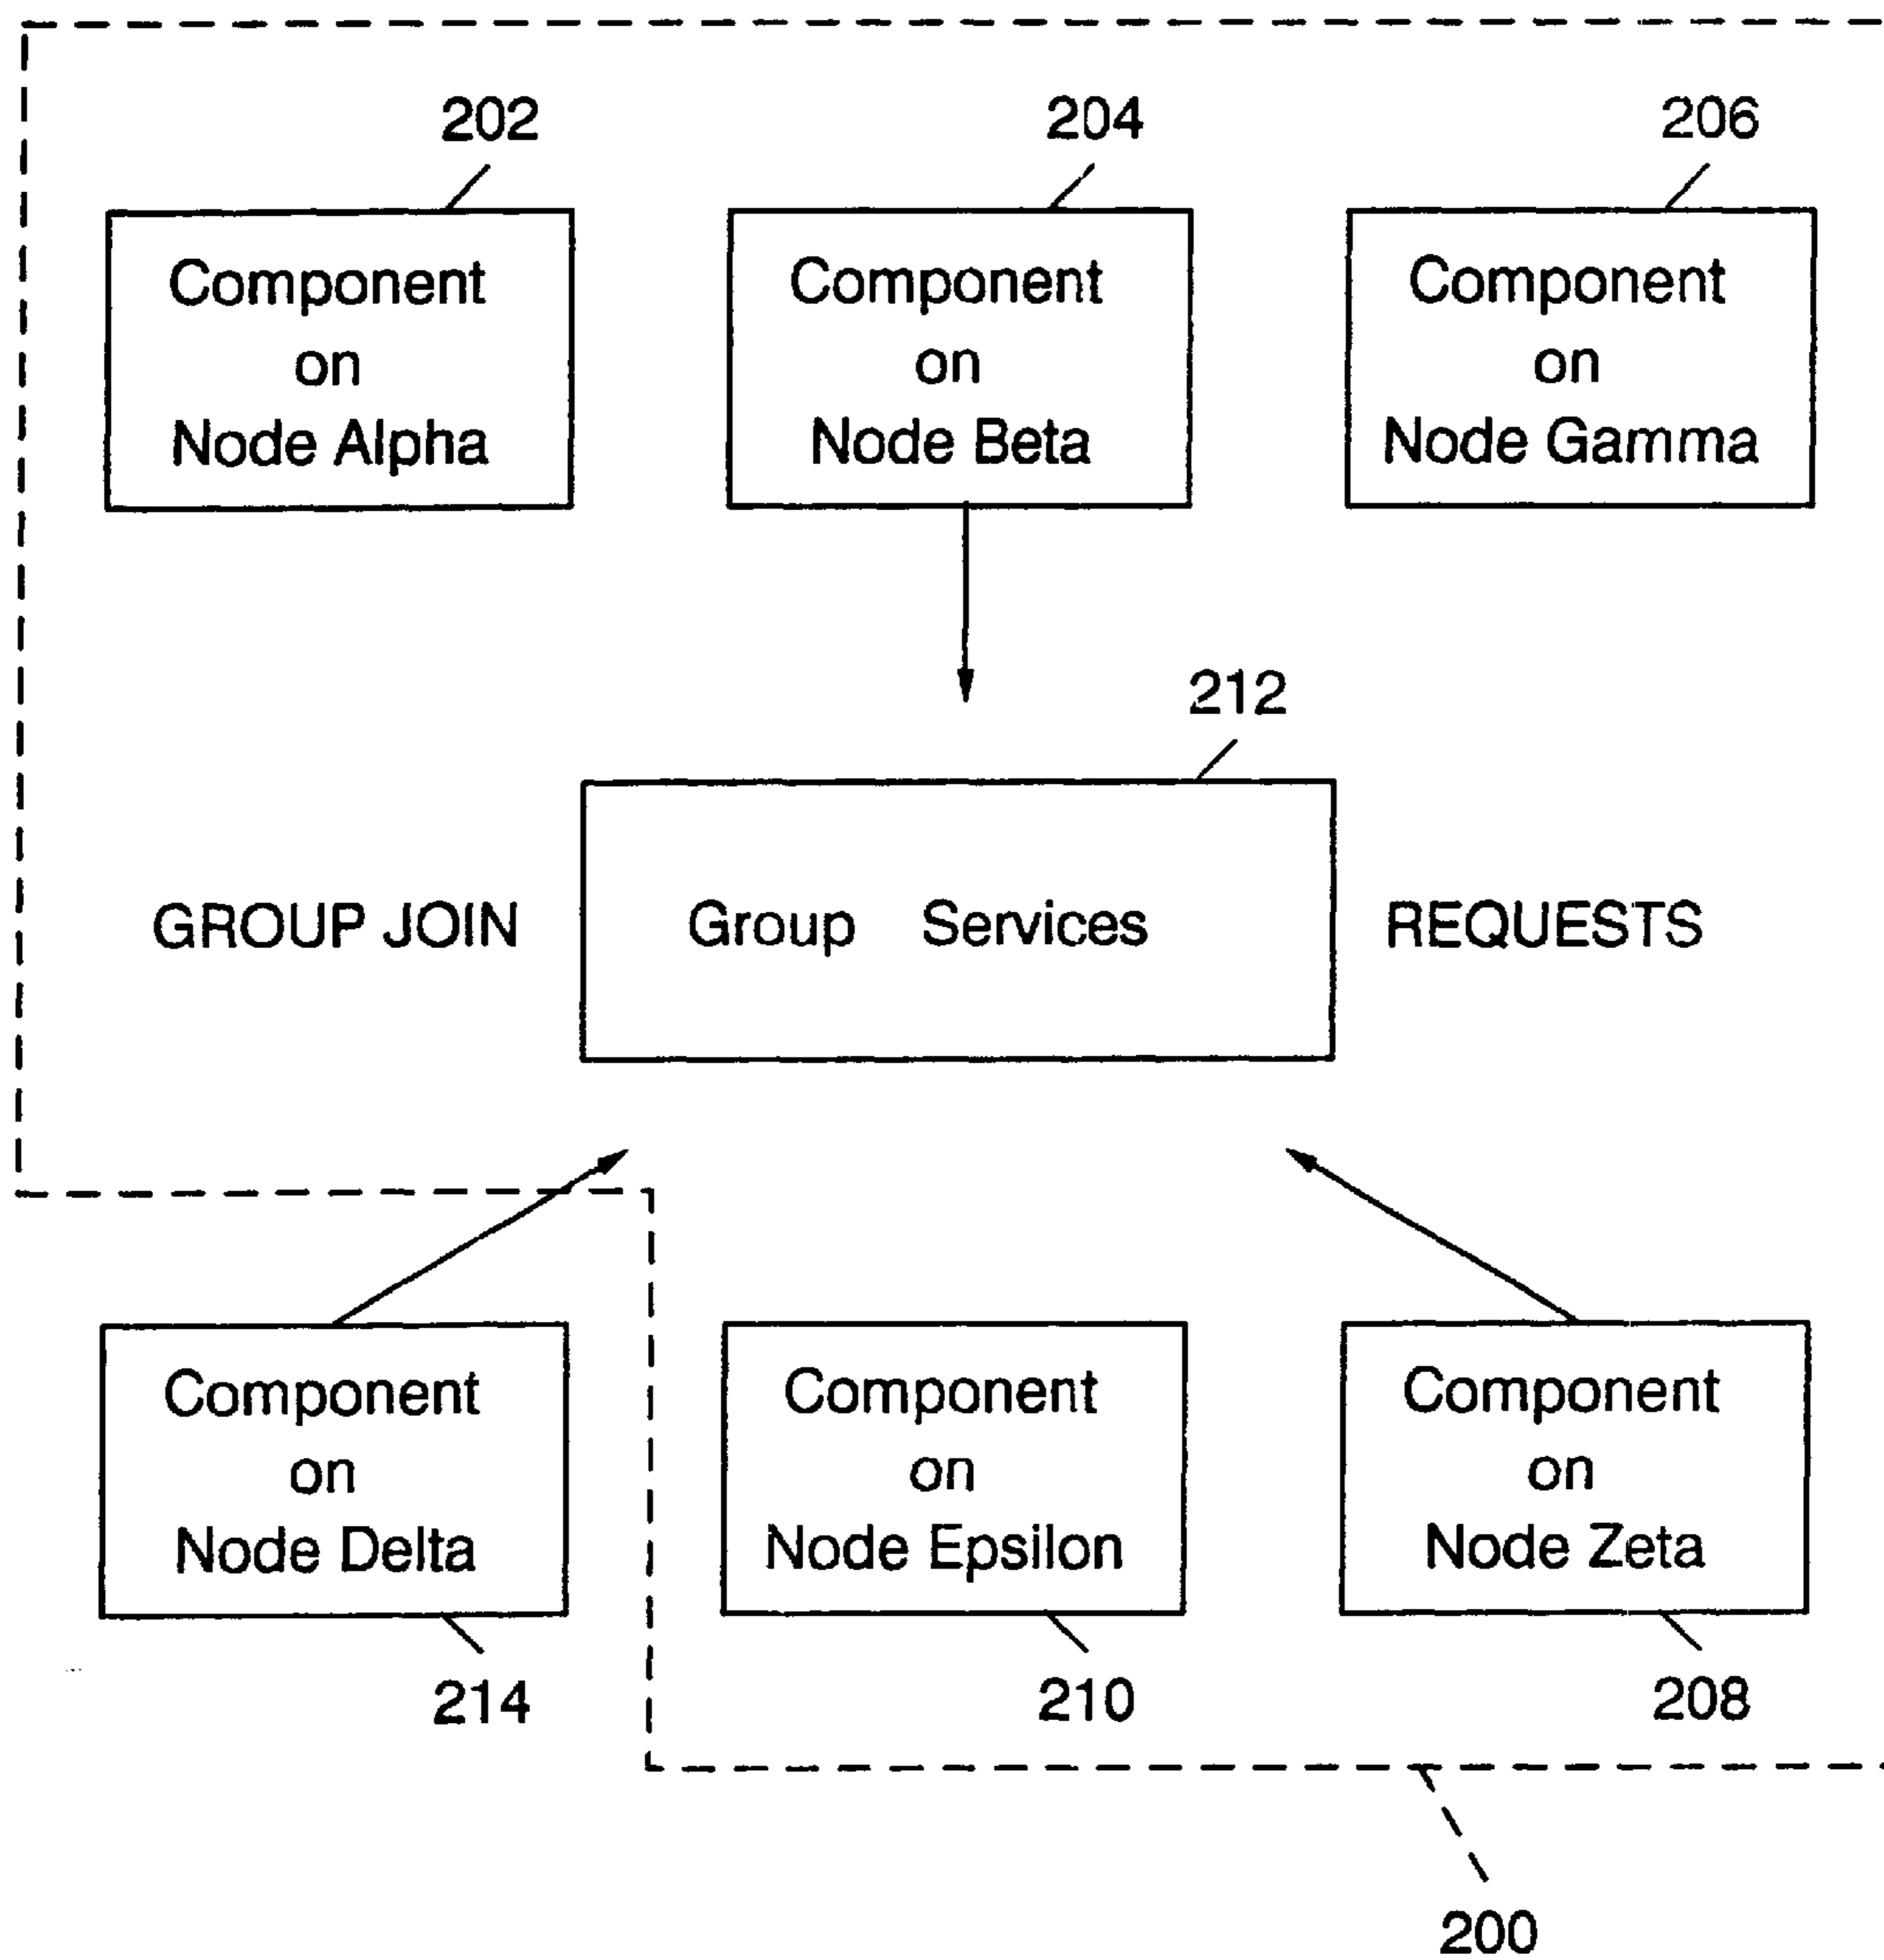 202
204
206
Component
on
Node Alpha
Component
on
Node Beta
Component
on
Node Gamma
212
GROUP JOIN
Group Services
REQUESTS
Component
on
Node Delta
Component
on
Node Epsilon
Component
on
Node Zeta
214
210
208
200